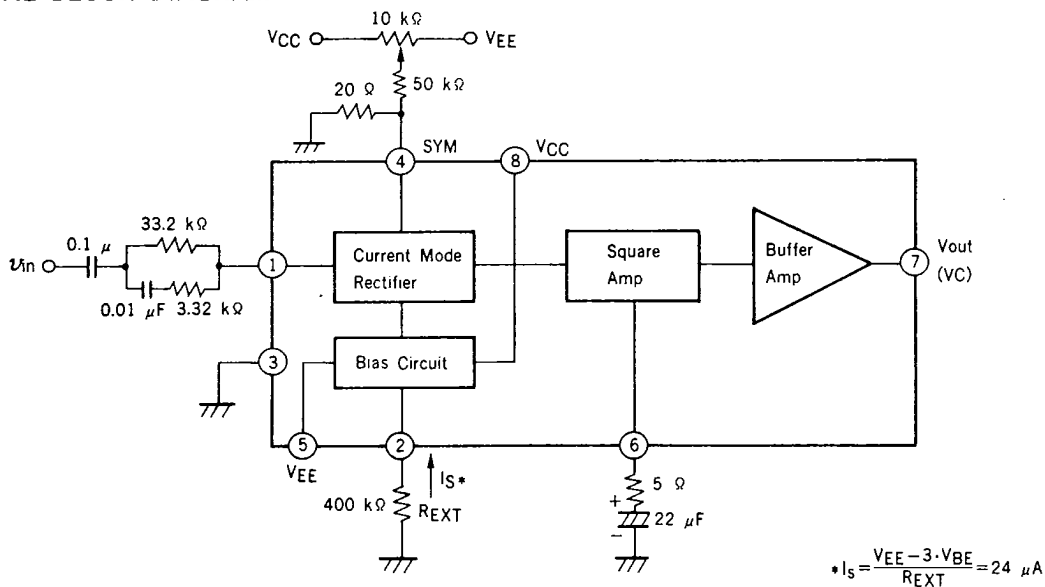 10 kΩ
VCC VEE
20 Ω 50 kΩ
4 SYM 8 VCC
33.2 kΩ
0.1 μ
vin
0.01 μF 3.32 kΩ
1
Current Mode
Rectifier
Square
Amp
Buffer
Amp
7 Vout
(VC)
3
Bias Circuit
5 2 6
VEE
IS*
400 kΩ REXT
5 Ω
+
22 μF
−
*IS = VEE−3·VBE / REXT = 24 μA